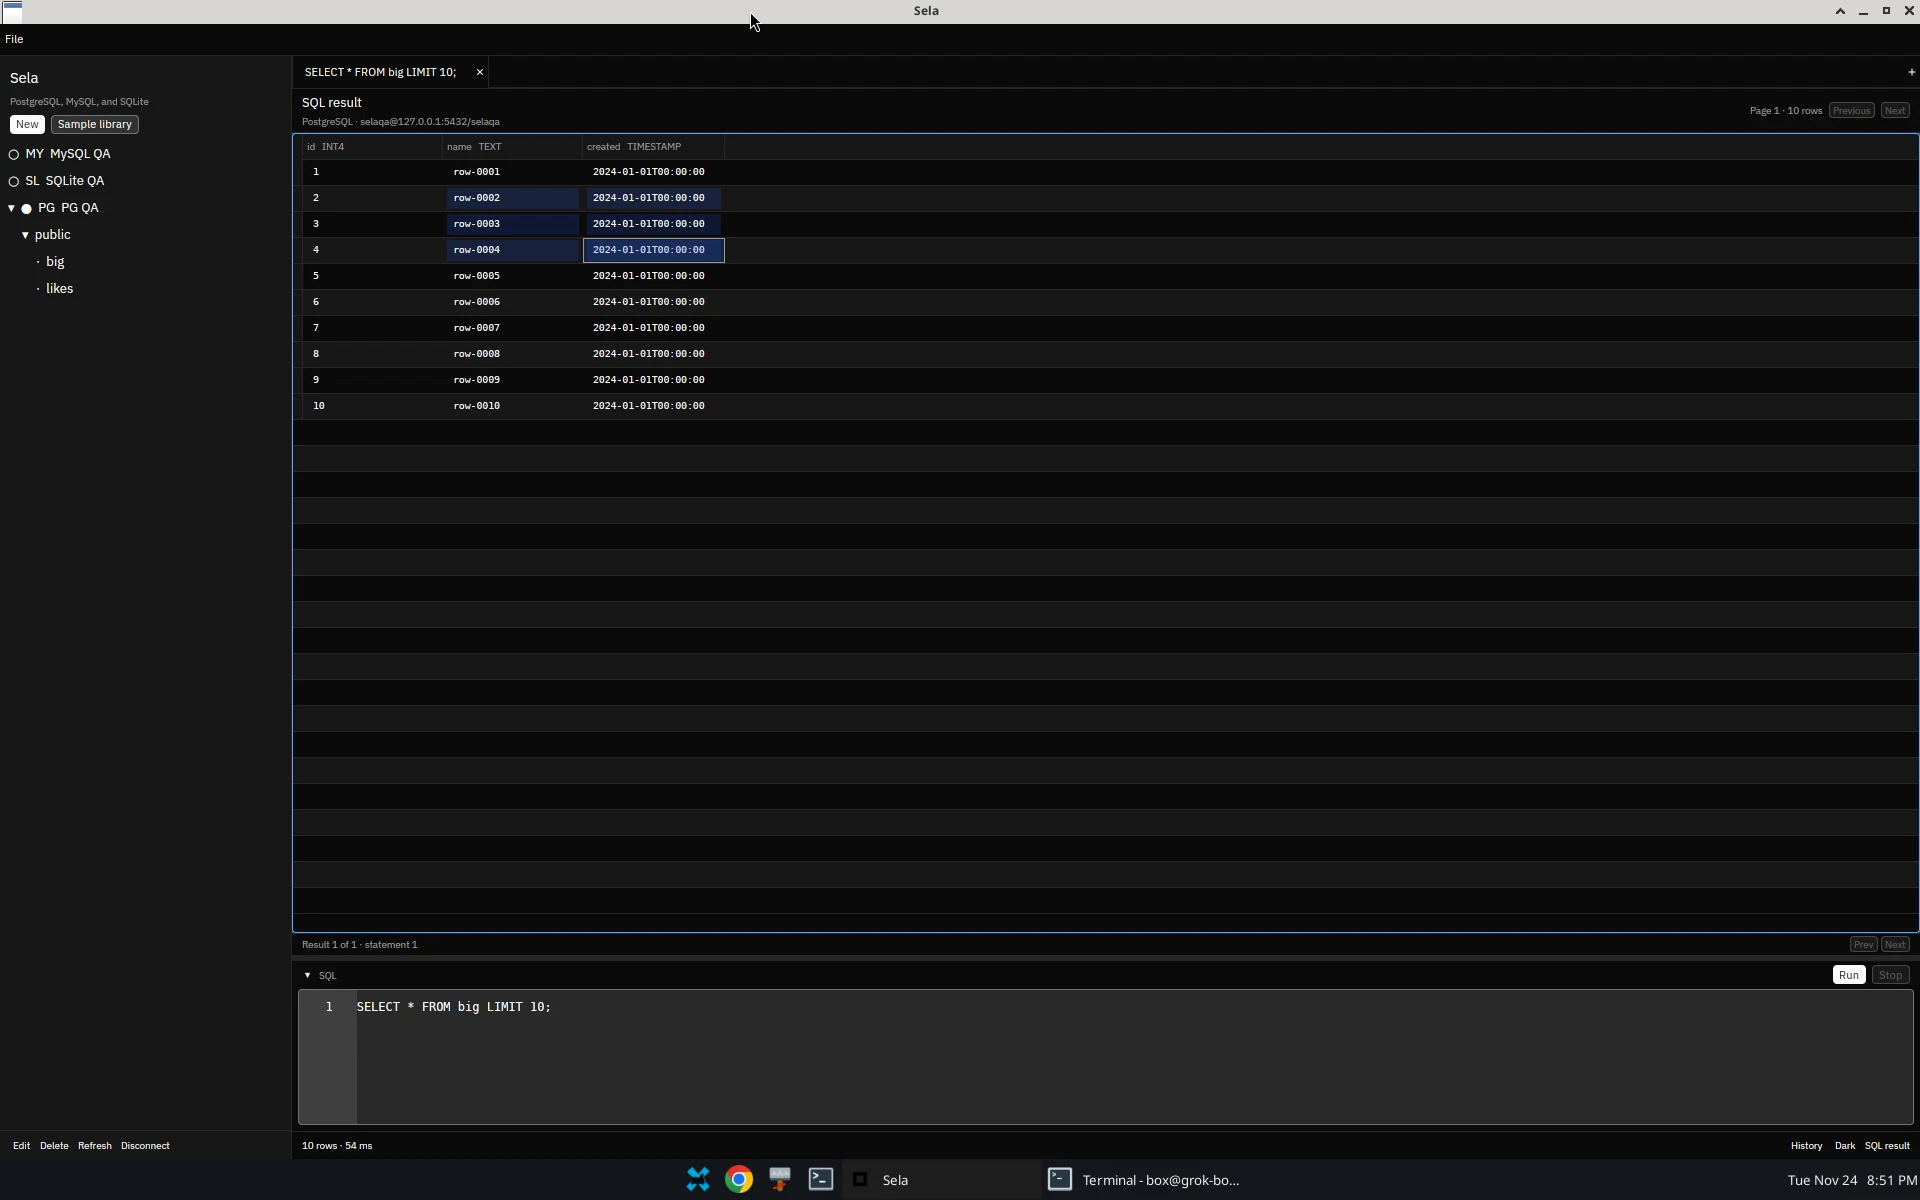 Sela
File
Sela
PostgreSQL, MySQL, and SQLite
New Sample library
MY MySQL QA
SL SQLite QA
PG PG QA
public
big
likes
Edit Delete Refresh Disconnect
SELECT * FROM big LIMIT 10;
SQL result
PostgreSQL · selaqa@127.0.0.1:5432/selaqa
Page 1 · 10 rows Previous Next
id INT4 name TEXT created TIMESTAMP
1 row-0001 2024-01-01T00:00:00
2 row-0002 2024-01-01T00:00:00
3 row-0003 2024-01-01T00:00:00
4 row-0004 2024-01-01T00:00:00
5 row-0005 2024-01-01T00:00:00
6 row-0006 2024-01-01T00:00:00
7 row-0007 2024-01-01T00:00:00
8 row-0008 2024-01-01T00:00:00
9 row-0009 2024-01-01T00:00:00
10 row-0010 2024-01-01T00:00:00
Result 1 of 1 · statement 1 Prev Next
SQL Run Stop
1 SELECT * FROM big LIMIT 10;
10 rows · 54 ms History Dark SQL result
Sela Terminal - box@grok-bo... Tue Nov 24 8:51 PM